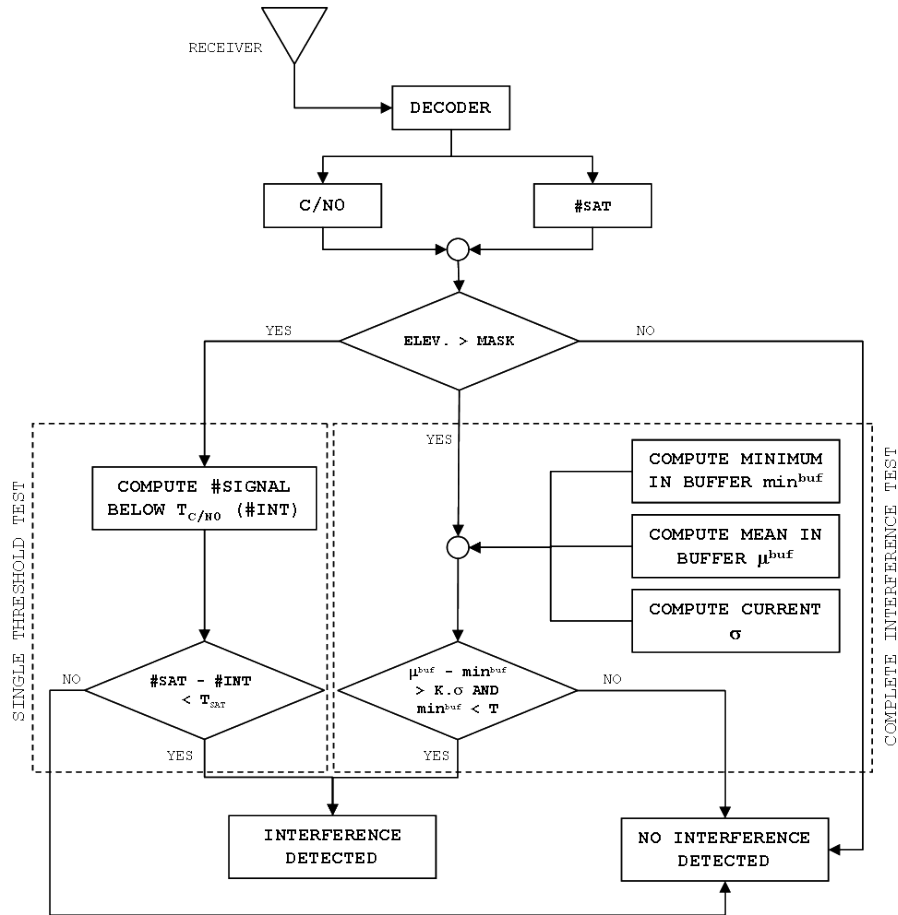 RECEIVER
DECODER
C/N0
#SAT
ELEV. > MASK
YES
NO
YES
SINGLE THRESHOLD TEST
COMPUTE #SIGNAL
BELOW T_C/N0 (#INT)
#SAT - #INT
< T_SAT
NO
YES
COMPLETE INTERFERENCE TEST
COMPUTE MINIMUM
IN BUFFER min^buf
COMPUTE MEAN IN
BUFFER μ^buf
COMPUTE CURRENT
σ
μ^buf - min^buf
> K.σ AND
min^buf < T
NO
YES
INTERFERENCE
DETECTED
NO INTERFERENCE
DETECTED